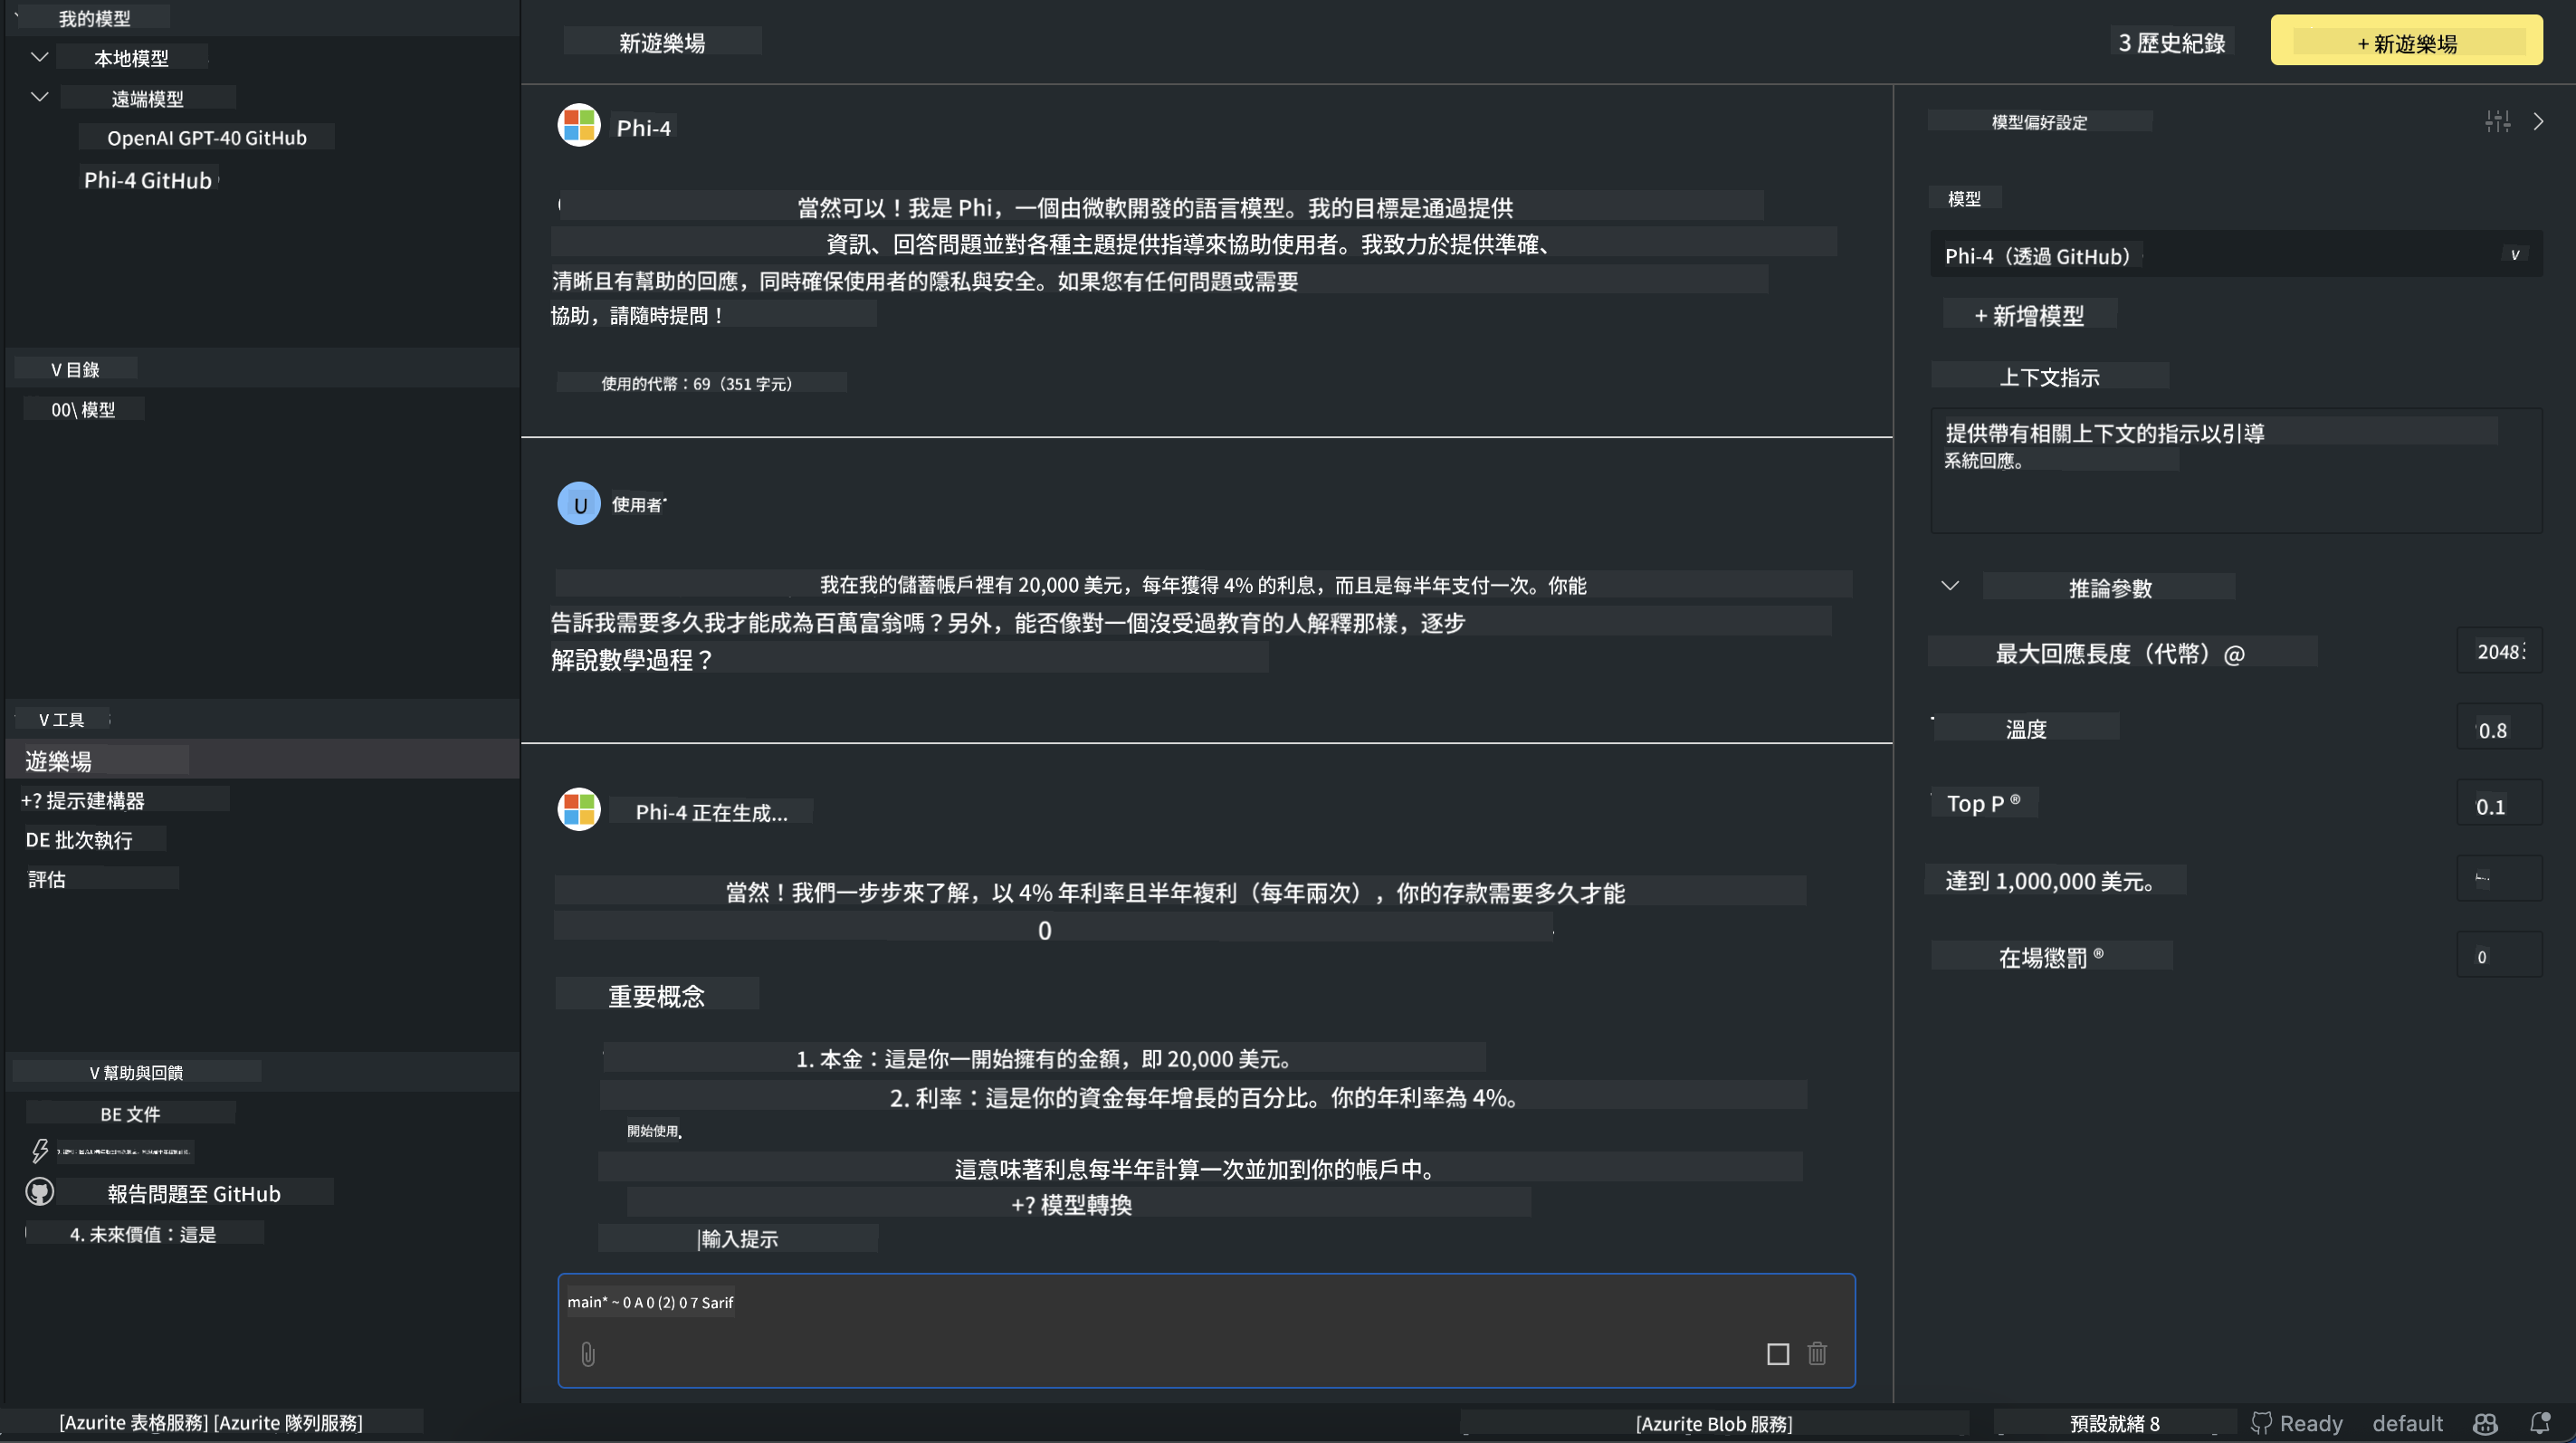 我的模型
本地模型
遠端模型
OpenAI GPT-40 GitHub
Phi-4 GitHub
V 目錄
00\ 模型
V 工具
遊樂場
+? 提示建構器
DE 批次執行
評估
V 幫助與回饋
BE 文件
報告問題至 GitHub
4. 未來價值：這是
新遊樂場
3 歷史紀錄
+ 新遊樂場
Phi-4
當然可以！我是 Phi，一個由微軟開發的語言模型。我的目標是通過提供
資訊、回答問題並對各種主題提供指導來協助使用者。我致力於提供準確、
清晰且有幫助的回應，同時確保使用者的隱私與安全。如果您有任何問題或需要
協助，請隨時提問！
使用的代幣：69（351 字元）
U 使用者
我在我的儲蓄帳戶裡有 20,000 美元，每年獲得 4% 的利息，而且是每半年支付一次。你能
告訴我需要多久我才能成為百萬富翁嗎？另外，能否像對一個沒受過教育的人解釋那樣，逐步
解說數學過程？
Phi-4 正在生成...
當然！我們一步步來了解，以 4% 年利率且半年複利（每年兩次），你的存款需要多久才能
0
重要概念
1. 本金：這是你一開始擁有的金額，即 20,000 美元。
2. 利率：這是你的資金每年增長的百分比。你的年利率為 4%。
開始使用
這意味著利息每半年計算一次並加到你的帳戶中。
+? 模型轉換
|輸入提示
main* ~ 0 A 0 (2) 0 7 Sarif
模型偏好設定
模型
Phi-4（透過 GitHub） v
+ 新增模型
上下文指示
提供帶有相關上下文的指示以引導
系統回應。
推論參數
最大回應長度（代幣）@ 2048
溫度 0.8
Top P ® 0.1
達到 1,000,000 美元。
在場懲罰 ® 0
[Azurite 表格服務] [Azurite 隊列服務]
[Azurite Blob 服務]
預設就緒 8
Ready
default